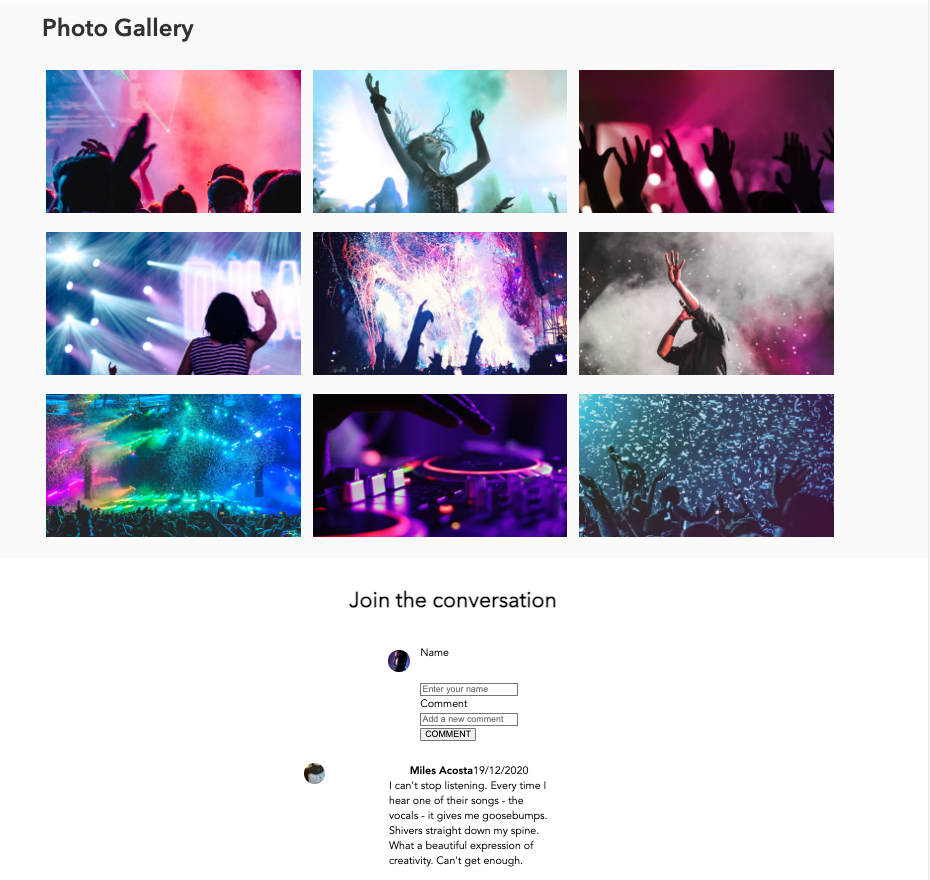 Photo Gallery
Join the conversation
Name
Enter your name
Comment
Add a new comment
COMMENT
Miles Acosta19/12/2020
I can't stop listening. Every time I
hear one of their songs - the
vocals - it gives me goosebumps.
Shivers straight down my spine.
What a beautiful expression of
creativity. Can't get enough.